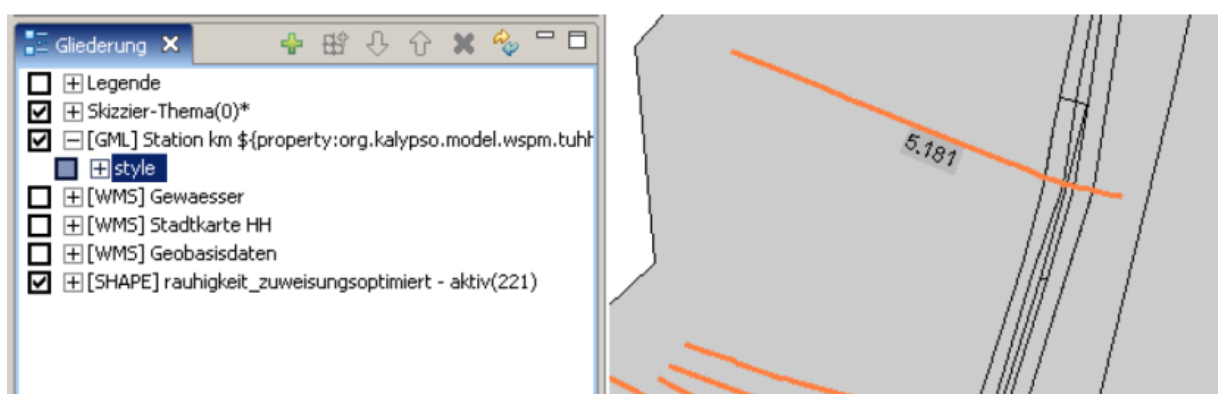 Gliederung
Legende
Skizzier-Thema(0)*
[GML] Station km ${property:org.kalypso.model.wspm.tuhh
style
[WMS] Gewaesser
[WMS] Stadtkarte HH
[WMS] Geobasisdaten
[SHAPE] rauhigkeit_zuweisungsoptimiert - aktiv(221)
5.181